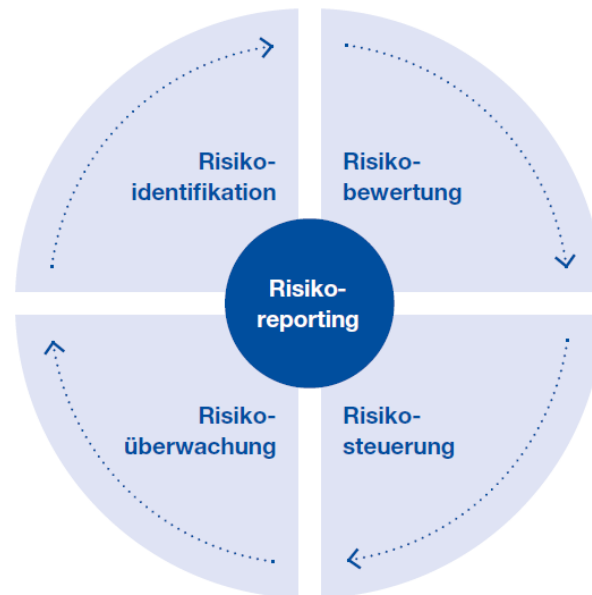 Risiko-
identifikation
Risiko-
bewertung
Risiko-
reporting
Risiko-
überwachung
Risiko-
steuerung